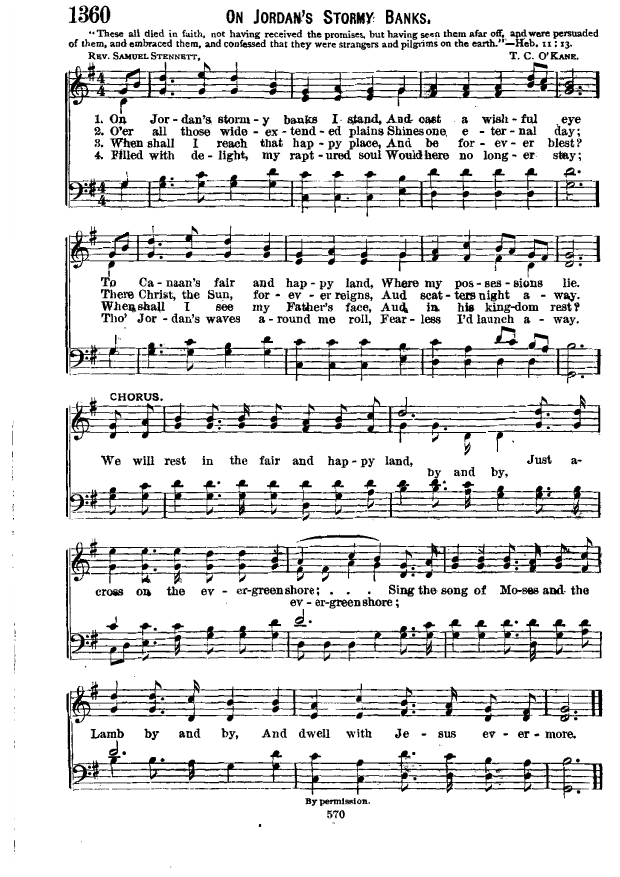 1360 ON JORDAN'S STORMY BANKS.
"These all died in faith, not having received the promises, but having seen them afar off, and were persuaded
of them, and embraced them, and confessed that they were strangers and pilgrims on the earth."—Heb. 11:13.
REV. SAMUEL STENNETT, T. C. O'KANE.
1. On Jor-dan's storm-y banks I stand, And cast a wish-ful eye
2. O'er all those wide-ex-tend-ed plains Shines one e-ter-nal day;
3. When shall I reach that hap-py place, And be for-ev-er blest?
4. Filled with de-light, my rapt-ured soul Would here no long-er stay;
To Ca-naan's fair and hap-py land, Where my pos-ses-sions lie.
There Christ, the Sun, for-ev-er reigns, Aud scat-ters night a-way.
When shall I see my Father's face, And in his king-dom rest?
Tho' Jor-dan's waves a-round me roll, Fear-less I'd launch a-way.
CHORUS.
We will rest in the fair and hap-py land, Just a-
by and by,
cross on the ev-er-green shore; . . . Sing the song of Mo-ses and the
ev-er-green shore;
Lamb by and by, And dwell with Je-sus ev-er-more.
By permission.
570